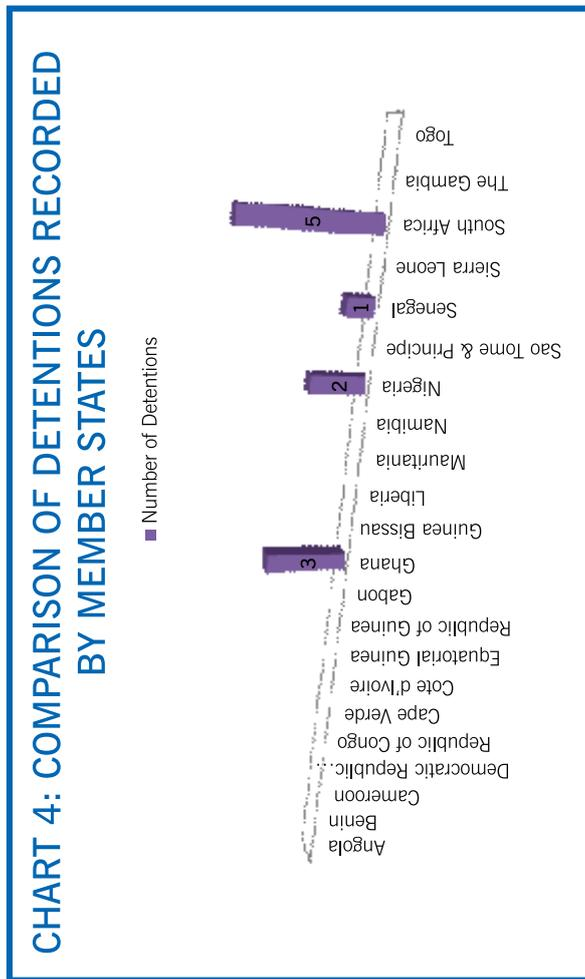 CHART 4: COMPARISON OF DETENTIONS RECORDED
BY MEMBER STATES
Number of Detentions
3
2
1
5
Angola
Benin
Cameroon
Democratic Republic...
Republic of Congo
Cape Verde
Cote d'Ivoire
Equatorial Guinea
Republic of Guinea
Gabon
Ghana
Guinea Bissau
Liberia
Mauritania
Namibia
Nigeria
Sao Tome & Principe
Senegal
Sierra Leone
South Africa
The Gambia
Togo